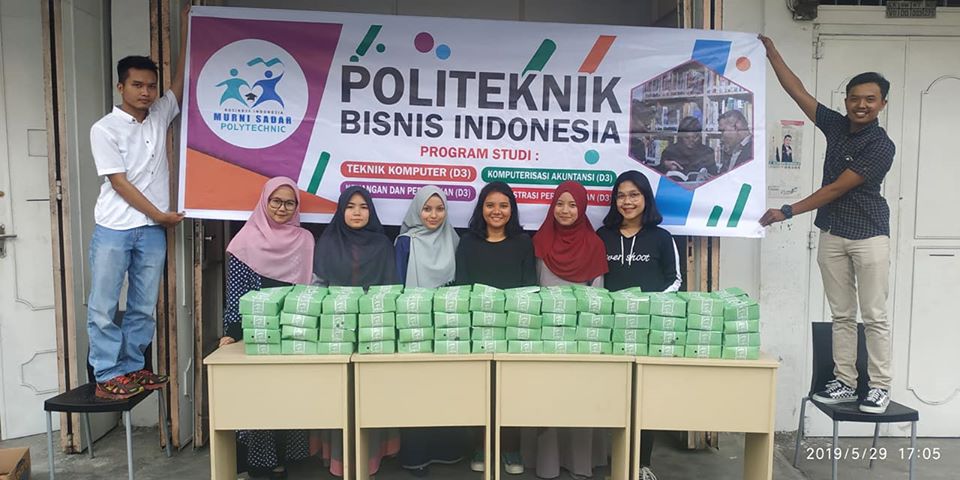 POLITEKNIK
BISNIS INDONESIA
MURNI SADAR
POLYTECHNIC
PROGRAM STUDI :
TEKNIK KOMPUTER (D3)
KOMPUTERISASI AKUNTANSI (D3)
(D3)
(D3)
shoot
2019/5/29 17:05